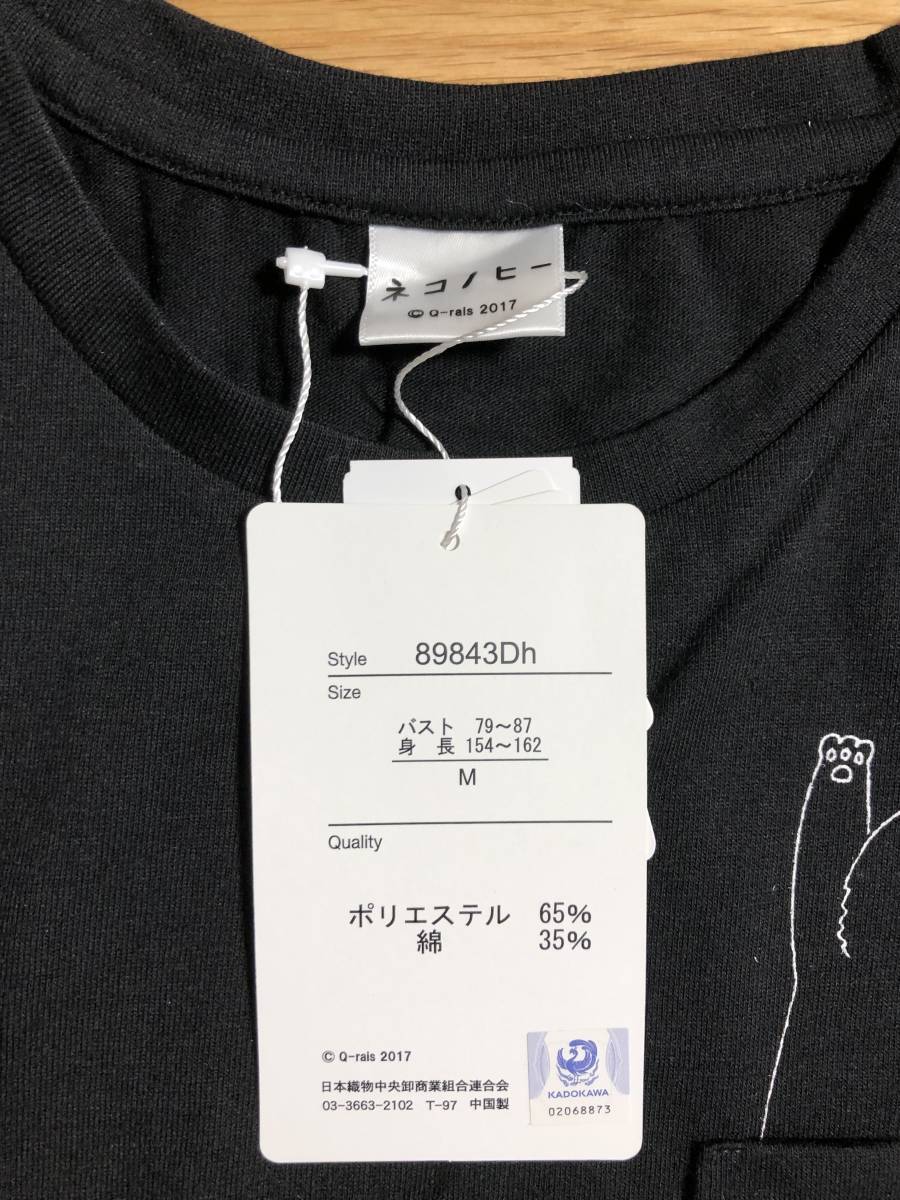 ネコノヒー
© Q-rais 2017
Style 89843Dh
Size
バスト 79～87
身 長 154～162
M
Quality
ポリエステル 65%
綿 35%
© Q-rais 2017
日本織物中央卸商業組合連合会
03-3663-2102 T-97 中国製
KADOKAWA
02068873